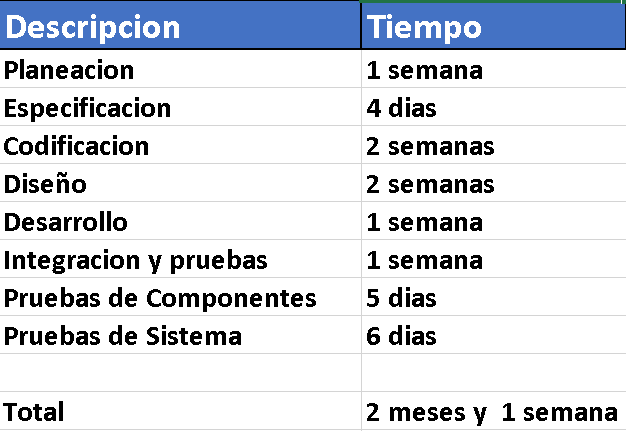 Descripcion Tiempo
Planeacion 1 semana
Especificacion 4 dias
Codificacion 2 semanas
Diseño 2 semanas
Desarrollo 1 semana
Integracion y pruebas 1 semana
Pruebas de Componentes 5 dias
Pruebas de Sistema 6 dias
Total 2 meses y  1 semana